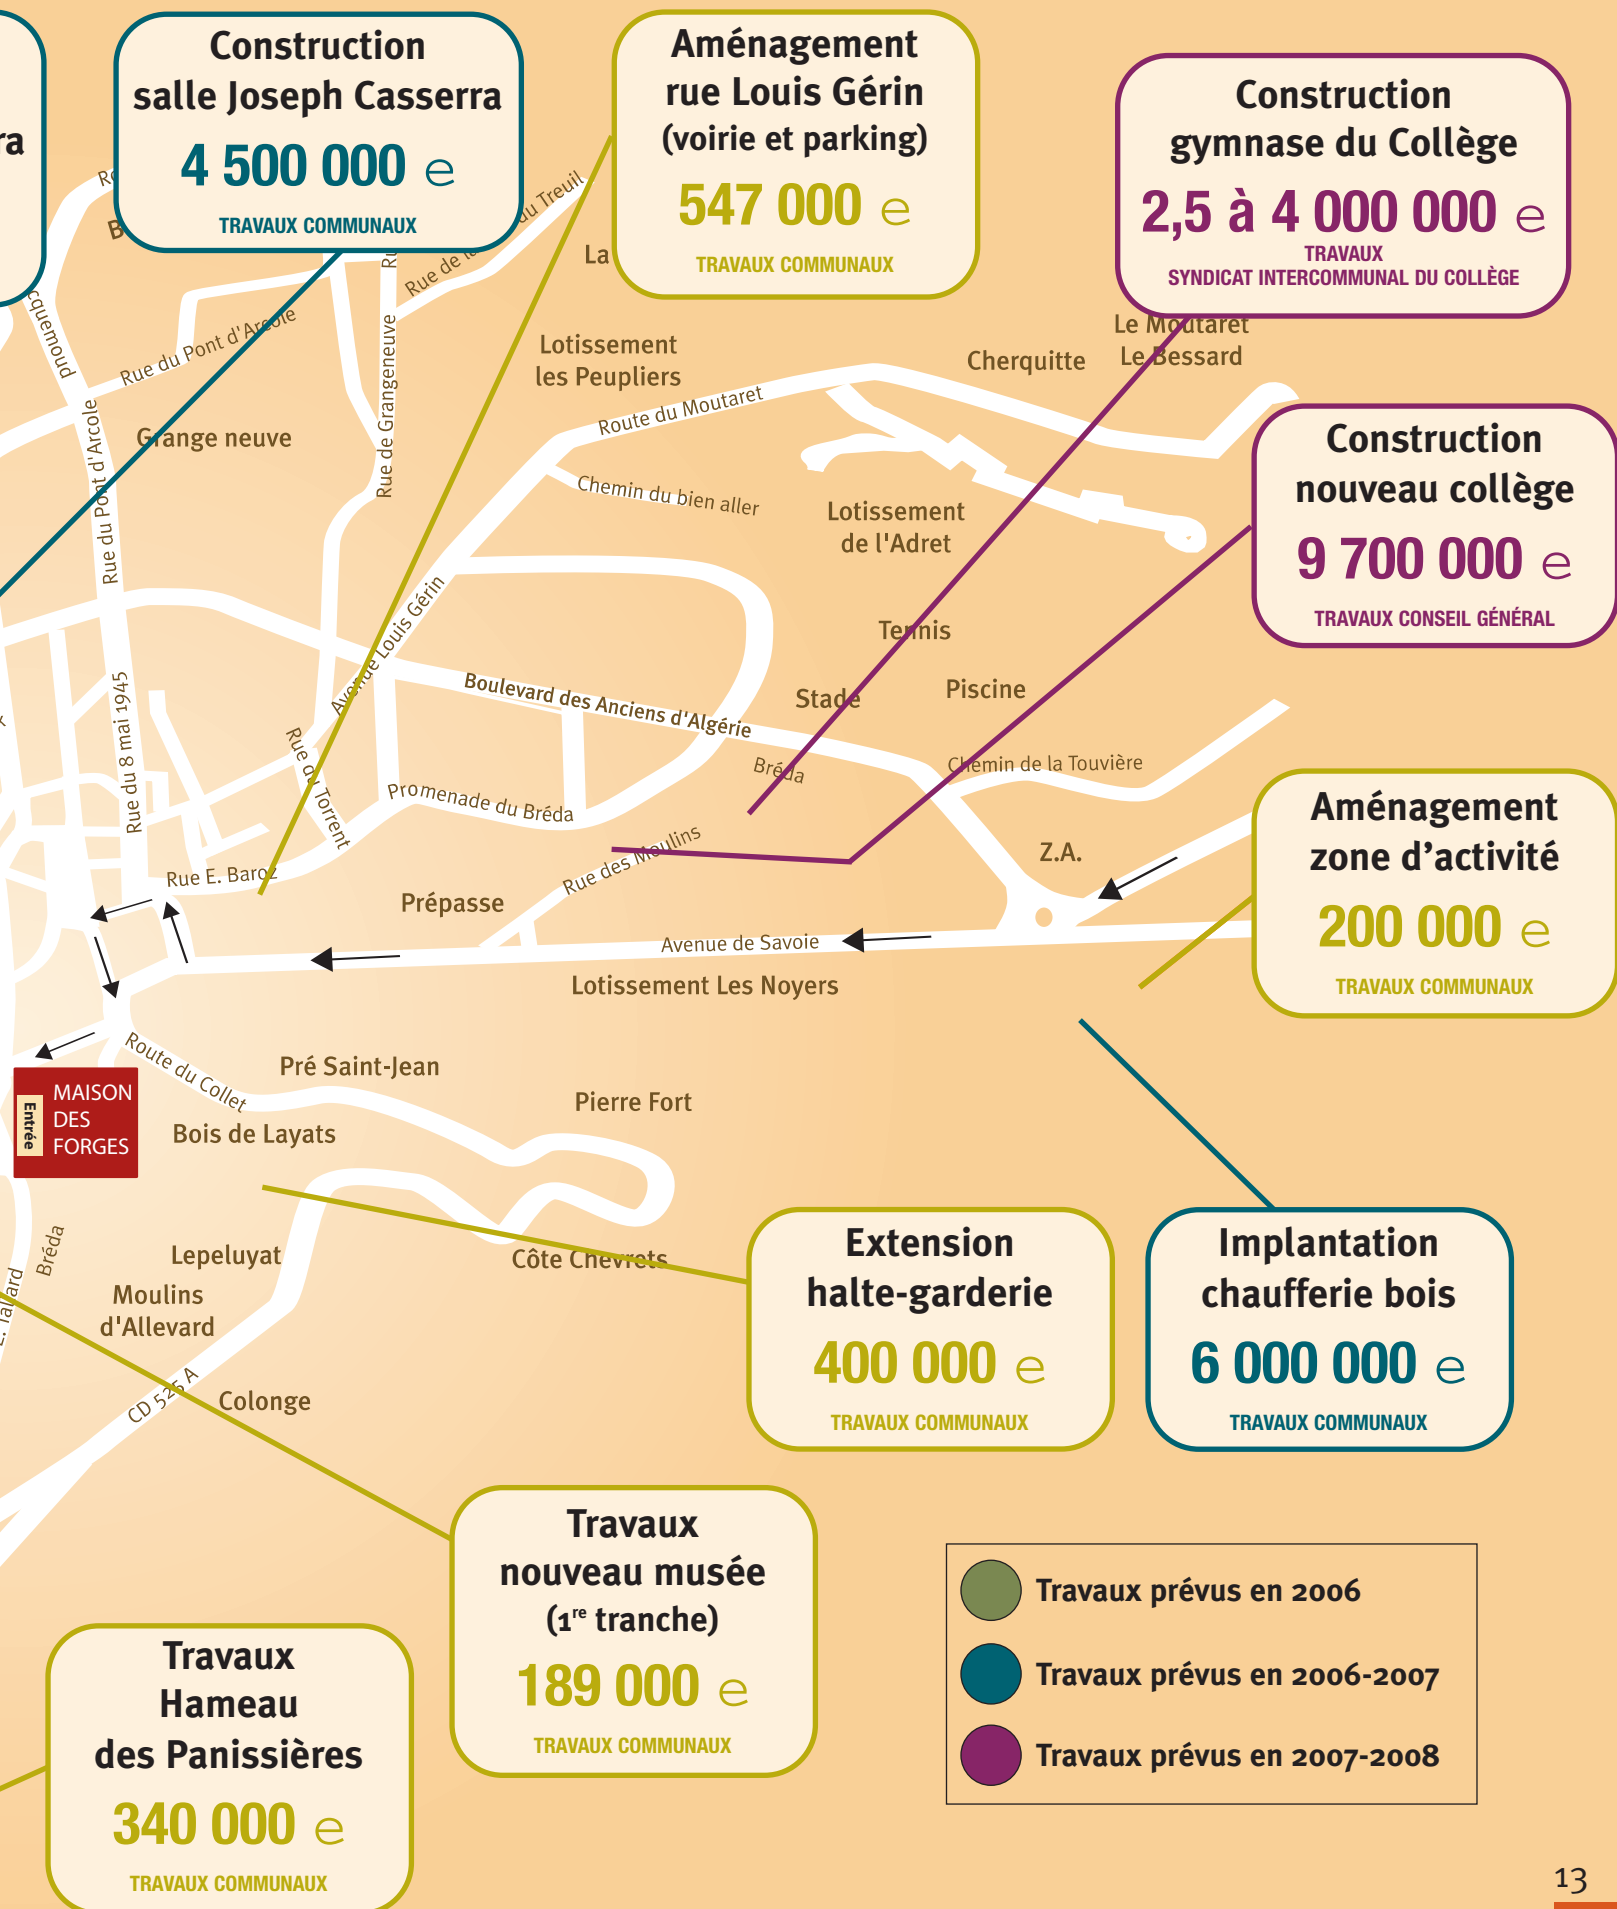 ra
Construction
salle Joseph Casserra
4 500 000 e
TRAVAUX COMMUNAUX
Aménagement
rue Louis Gérin
(voirie et parking)
547 000 e
TRAVAUX COMMUNAUX
Construction
gymnase du Collège
2,5 à 4 000 000 e
TRAVAUX
SYNDICAT INTERCOMMUNAL DU COLLÈGE
du Treuil
Rue de la
La
cquemoud
Rue du Pont d'Arcole
Rue du Pont d'Arcole
Grange neuve
Rue de Grangeneuve
Lotissement
les Peupliers
Route du Moutaret
Chemin du bien aller
Cherquitte
Le Moutaret
Le Bessard
Lotissement
de l'Adret
Construction
nouveau collège
9 700 000 e
TRAVAUX CONSEIL GÉNÉRAL
Avenue Louis Gérin
Boulevard des Anciens d'Algérie
Tennis
Stade
Piscine
Rue du 8 mai 1945
Rue du Torrent
Promenade du Bréda
Bréda
Chemin de la Touvière
Rue E. Baroz
Rue des Moulins
Prépasse
Z.A.
Avenue de Savoie
Lotissement Les Noyers
Aménagement
zone d’activité
200 000 e
TRAVAUX COMMUNAUX
Route du Collet
Pré Saint-Jean
Pierre Fort
Entrée
MAISON
DES
FORGES
Bois de Layats
Bréda
Lepeluyat
Côte Chevrets
Moulins
d'Allevard
CD 525 A
Colonge
Extension
halte-garderie
400 000 e
TRAVAUX COMMUNAUX
Implantation
chaufferie bois
6 000 000 e
TRAVAUX COMMUNAUX
Travaux
nouveau musée
(1re tranche)
189 000 e
TRAVAUX COMMUNAUX
Travaux
Hameau
des Panissières
340 000 e
TRAVAUX COMMUNAUX
Travaux prévus en 2006
Travaux prévus en 2006-2007
Travaux prévus en 2007-2008
13